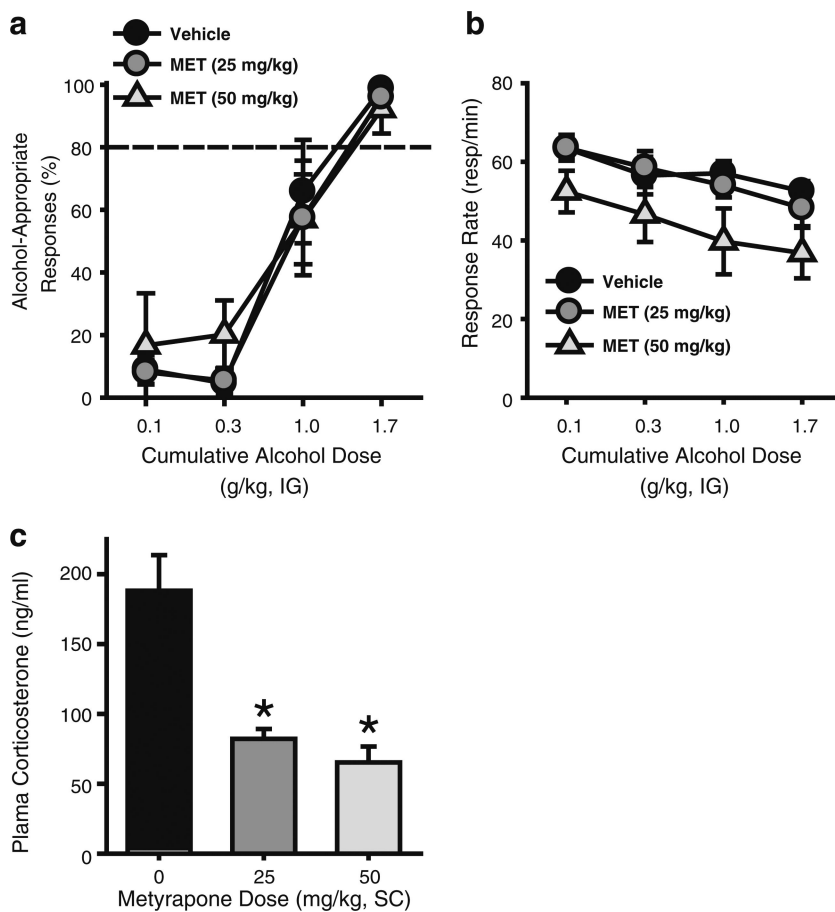 a
Vehicle
MET (25 mg/kg)
MET (50 mg/kg)
100
80
60
40
20
0
Alcohol-Appropriate
Responses (%)
0.1 0.3 1.0 1.7
Cumulative Alcohol Dose
(g/kg, IG)
b
80
60
40
20
0
Response Rate (resp/min)
Vehicle
MET (25 mg/kg)
MET (50 mg/kg)
0.1 0.3 1.0 1.7
Cumulative Alcohol Dose
(g/kg, IG)
c
200
150
100
50
0
Plama Corticosterone (ng/ml)
*
*
0 25 50
Metyrapone Dose (mg/kg, SC)